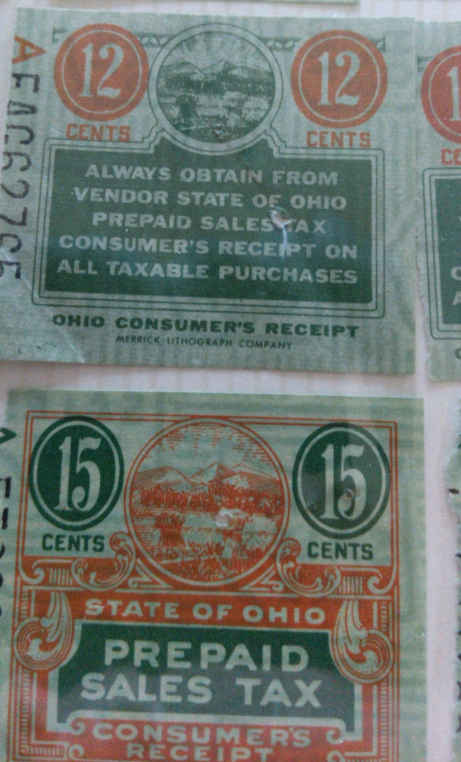 12 12
CENTS CENTS
ALWAYS OBTAIN FROM
VENDOR STATE OF OHIO
PREPAID SALES TAX
CONSUMER'S RECEIPT ON
ALL TAXABLE PURCHASES
OHIO CONSUMER'S RECEIPT
MERRICK LITHOGRAPH COMPANY
15 15
CENTS CENTS
STATE OF OHIO
PREPAID
SALES TAX
CONSUMER'S
RECEIPT